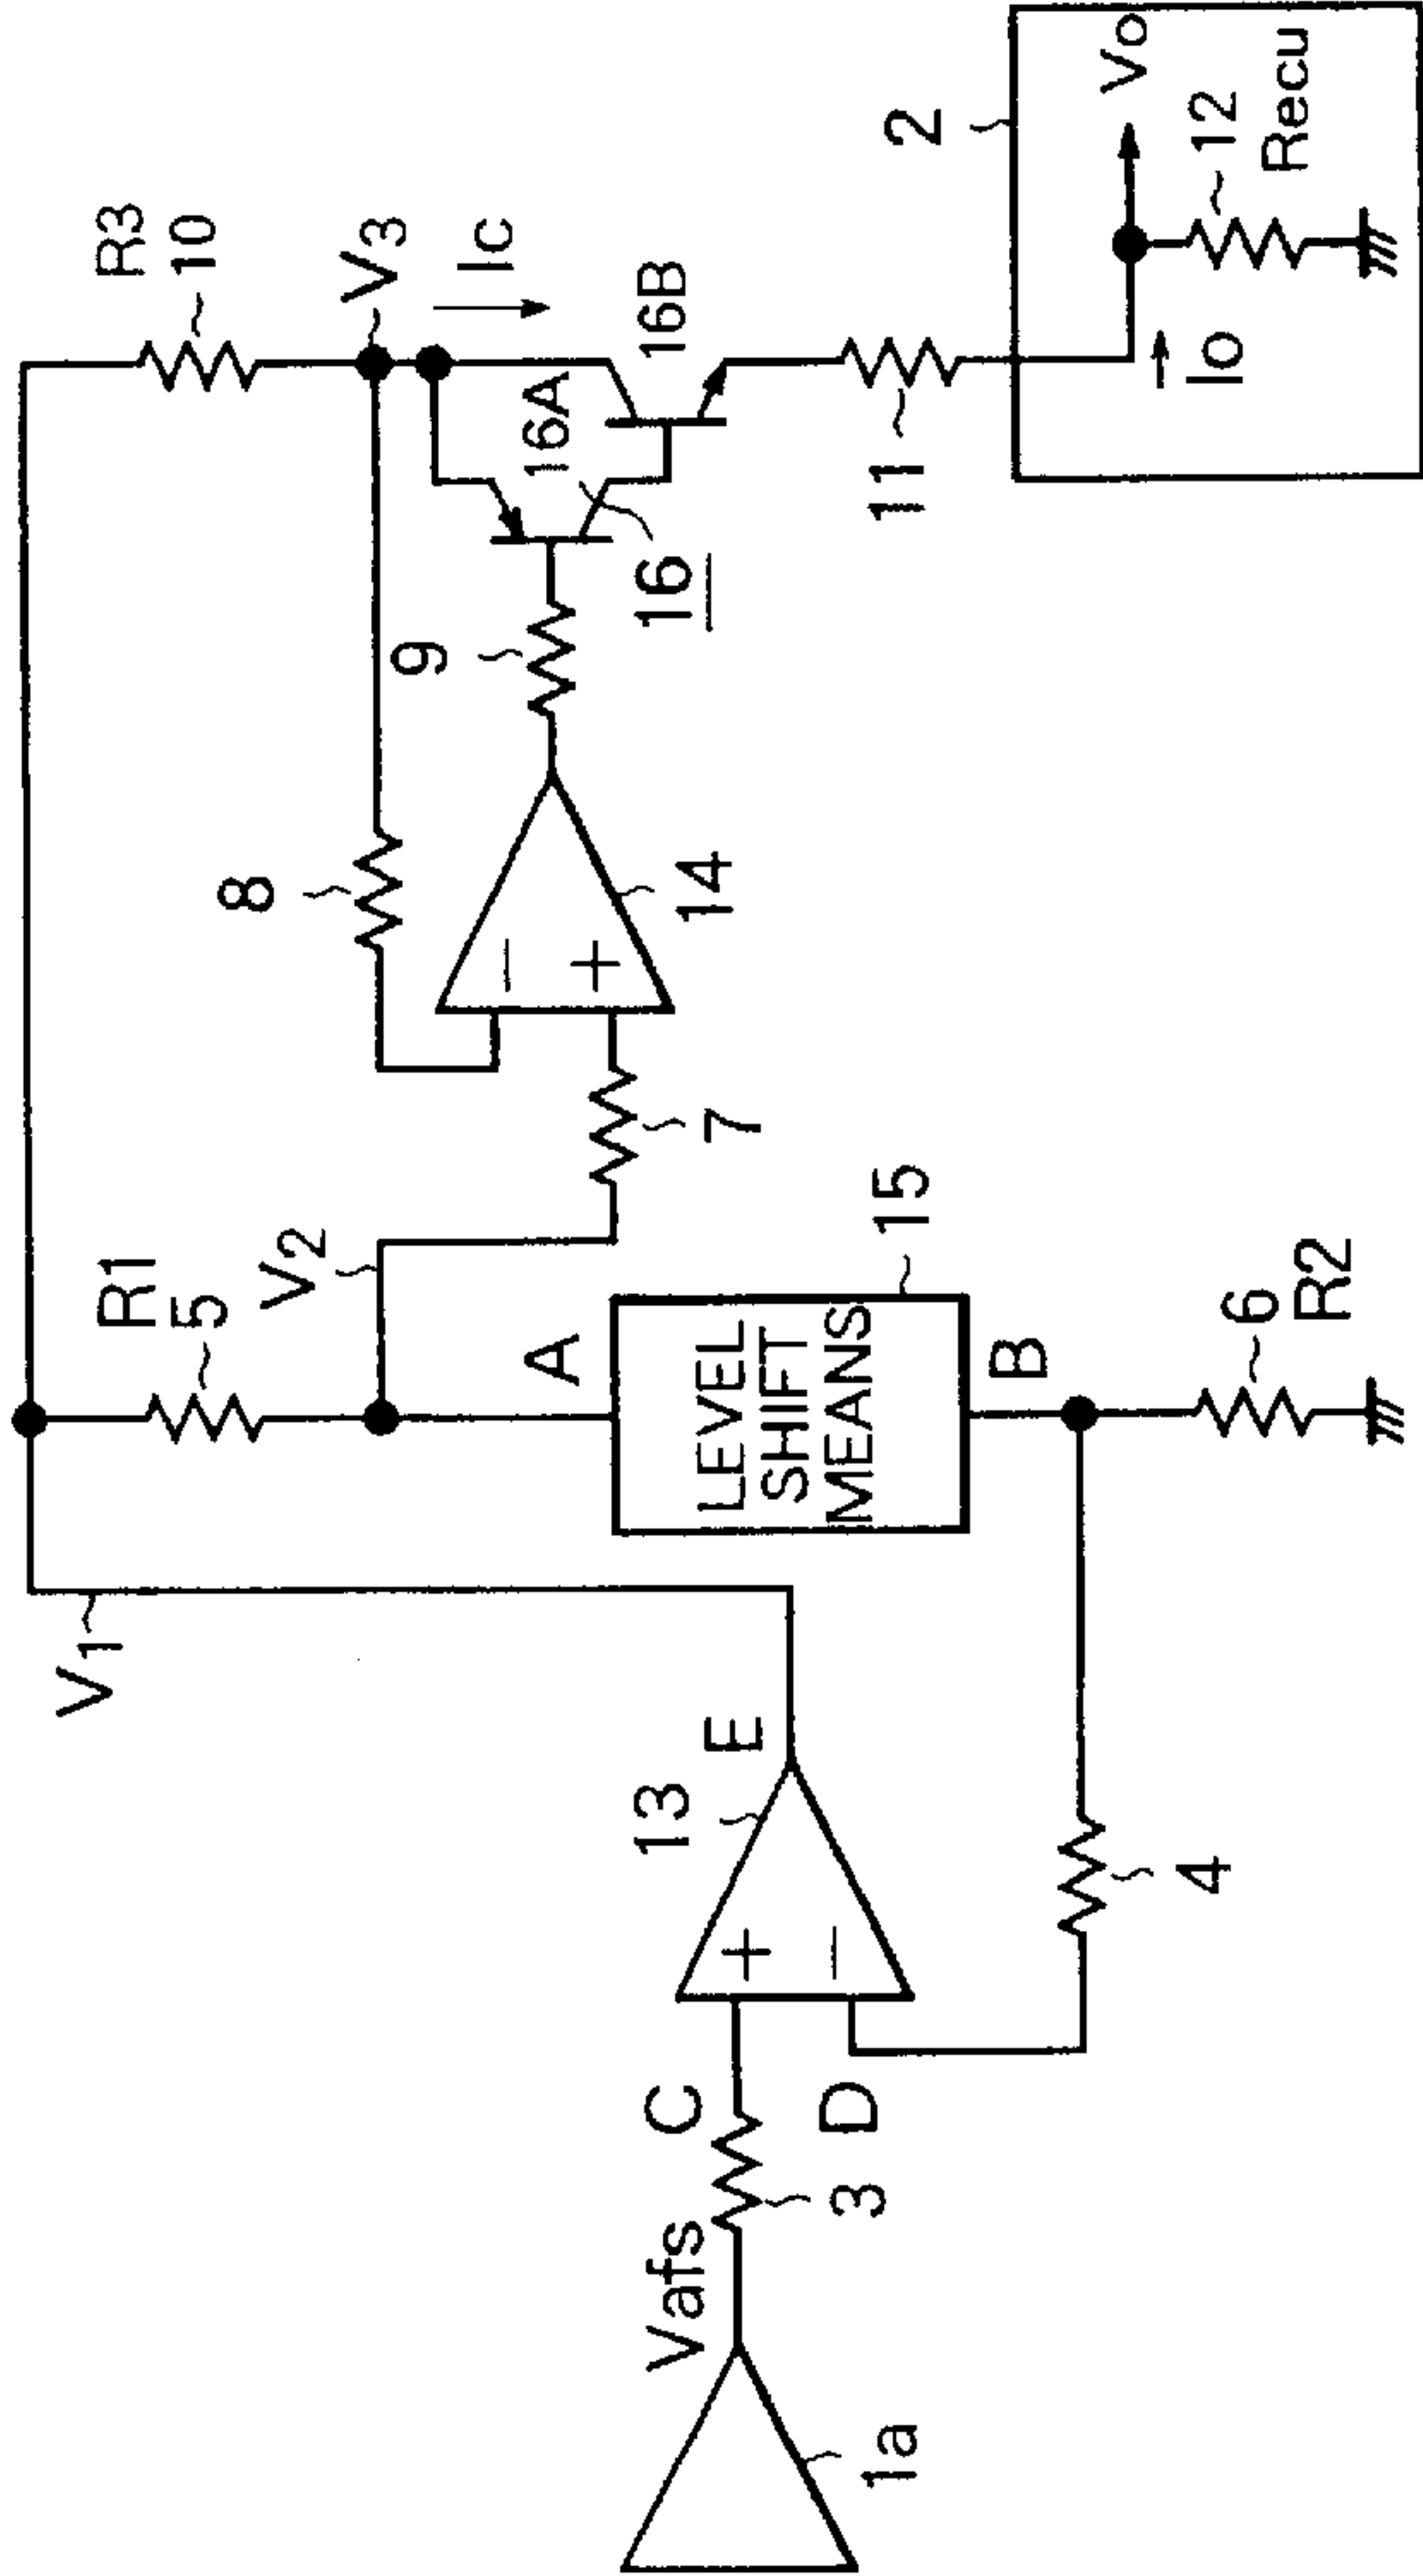 R3
10
V3
Ic
16B
16A
16
9
8
14
7
11
2
Vo
12
Recu
Io
V1
R1
5
V2
A
LEVEL
SHIFT
MEANS
15
B
6
R2
E
13
+
−
−
+
4
C
D
Vafs
3
1a